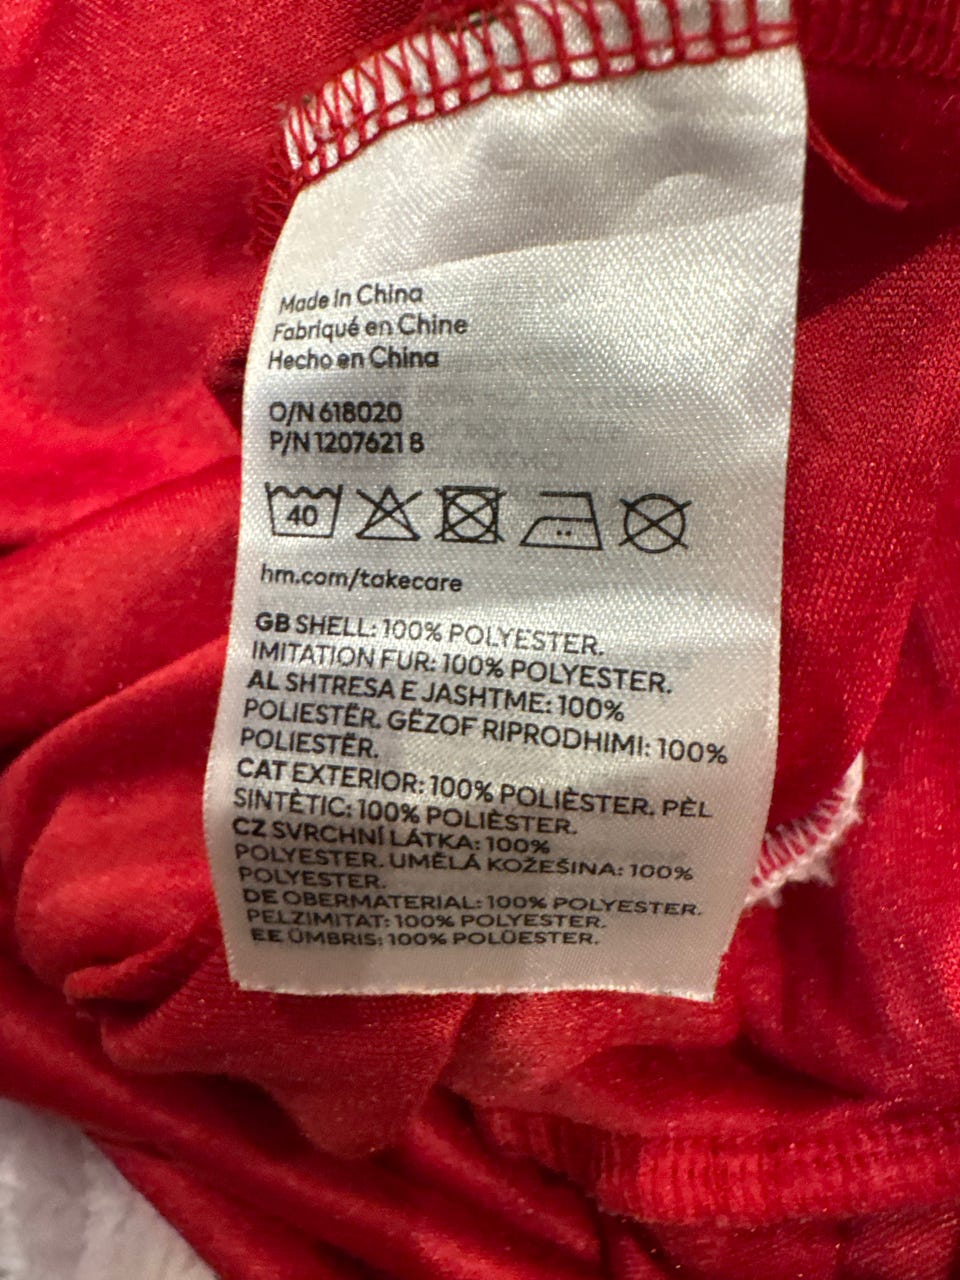 Made in China
Fabriqué en Chine
Hecho en China
O/N 618020
P/N 1207621 8
40
hm.com/takecare
GB SHELL: 100% POLYESTER.
IMITATION FUR: 100% POLYESTER.
AL SHTRESA E JASHTME: 100%
POLIESTËR. GËZOF RIPRODHIMI: 100%
POLIESTËR.
CAT EXTERIOR: 100% POLIÈSTER. PÈL
SINTÈTIC: 100% POLIÈSTER.
CZ SVRCHNÍ LÁTKA: 100%
POLYESTER. UMĚLÁ KOŽEŠINA: 100%
POLYESTER.
DE OBERMATERIAL: 100% POLYESTER.
PELZIMITAT: 100% POLYESTER.
EE ÜMBRIS: 100% POLÜESTER.